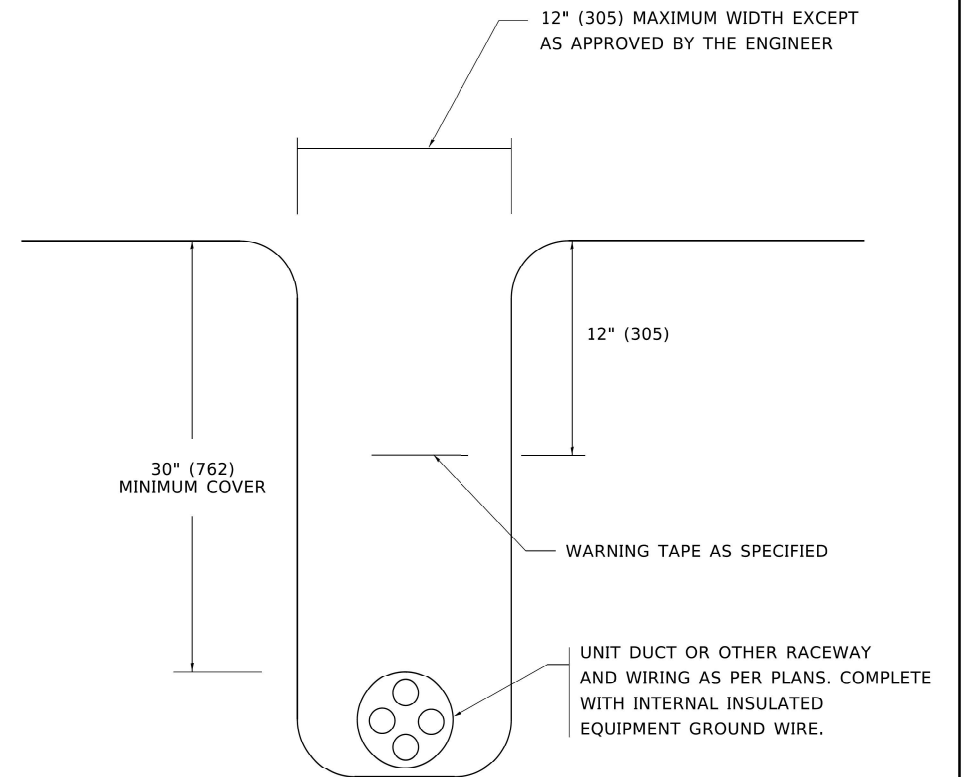 12" (305) MAXIMUM WIDTH EXCEPT
AS APPROVED BY THE ENGINEER
12" (305)
30" (762)
MINIMUM COVER
WARNING TAPE AS SPECIFIED
UNIT DUCT OR OTHER RACEWAY
AND WIRING AS PER PLANS. COMPLETE
WITH INTERNAL INSULATED
EQUIPMENT GROUND WIRE.